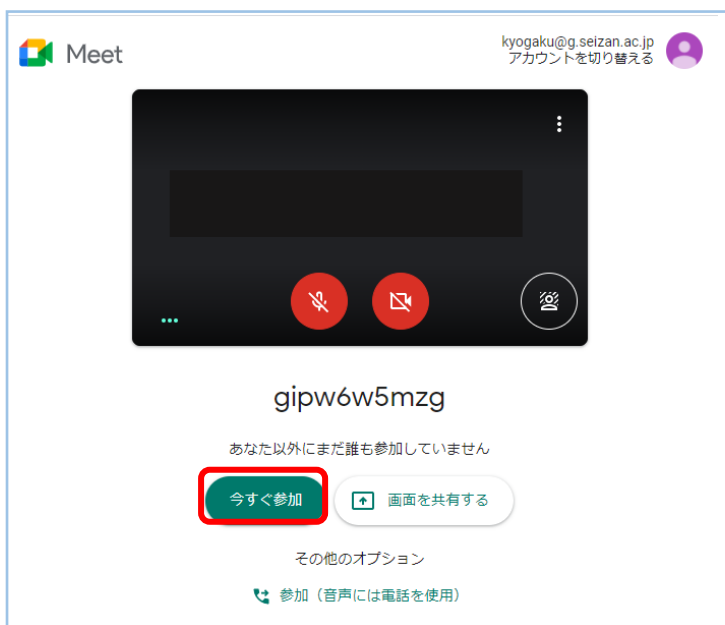 Meet
kyogaku@g.seizan.ac.jp
アカウントを切り替える
gipw6w5mzg
あなた以外にまだ誰も参加していません
今すぐ参加
画面を共有する
その他のオプション
参加（音声には電話を使用）